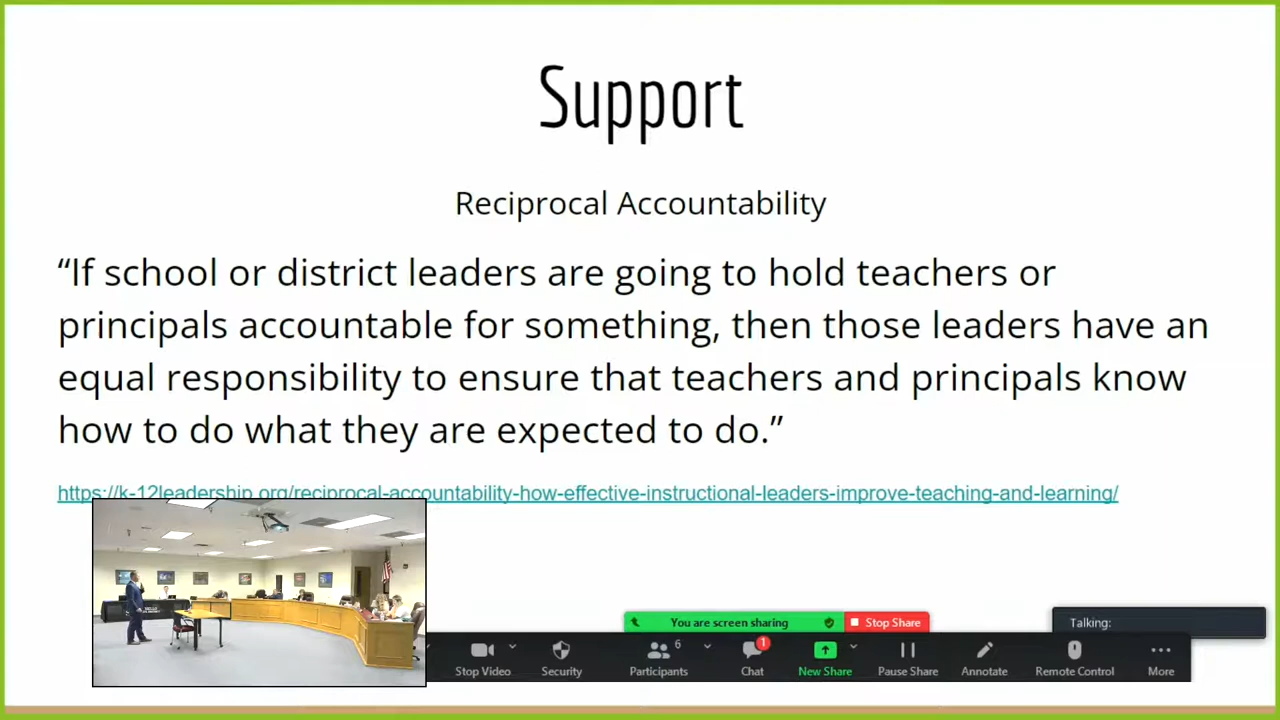 Support
Reciprocal Accountability
“If school or district leaders are going to hold teachers or
principals accountable for something, then those leaders have an
equal responsibility to ensure that teachers and principals know
how to do what they are expected to do.”
https://k-12leadership.org/reciprocal-accountability-how-effective-instructional-leaders-improve-teaching-and-learning/
You are screen sharing
Stop Share
Talking:
6
1
Stop Video
Security
Participants
Chat
New Share
Pause Share
Annotate
Remote Control
More